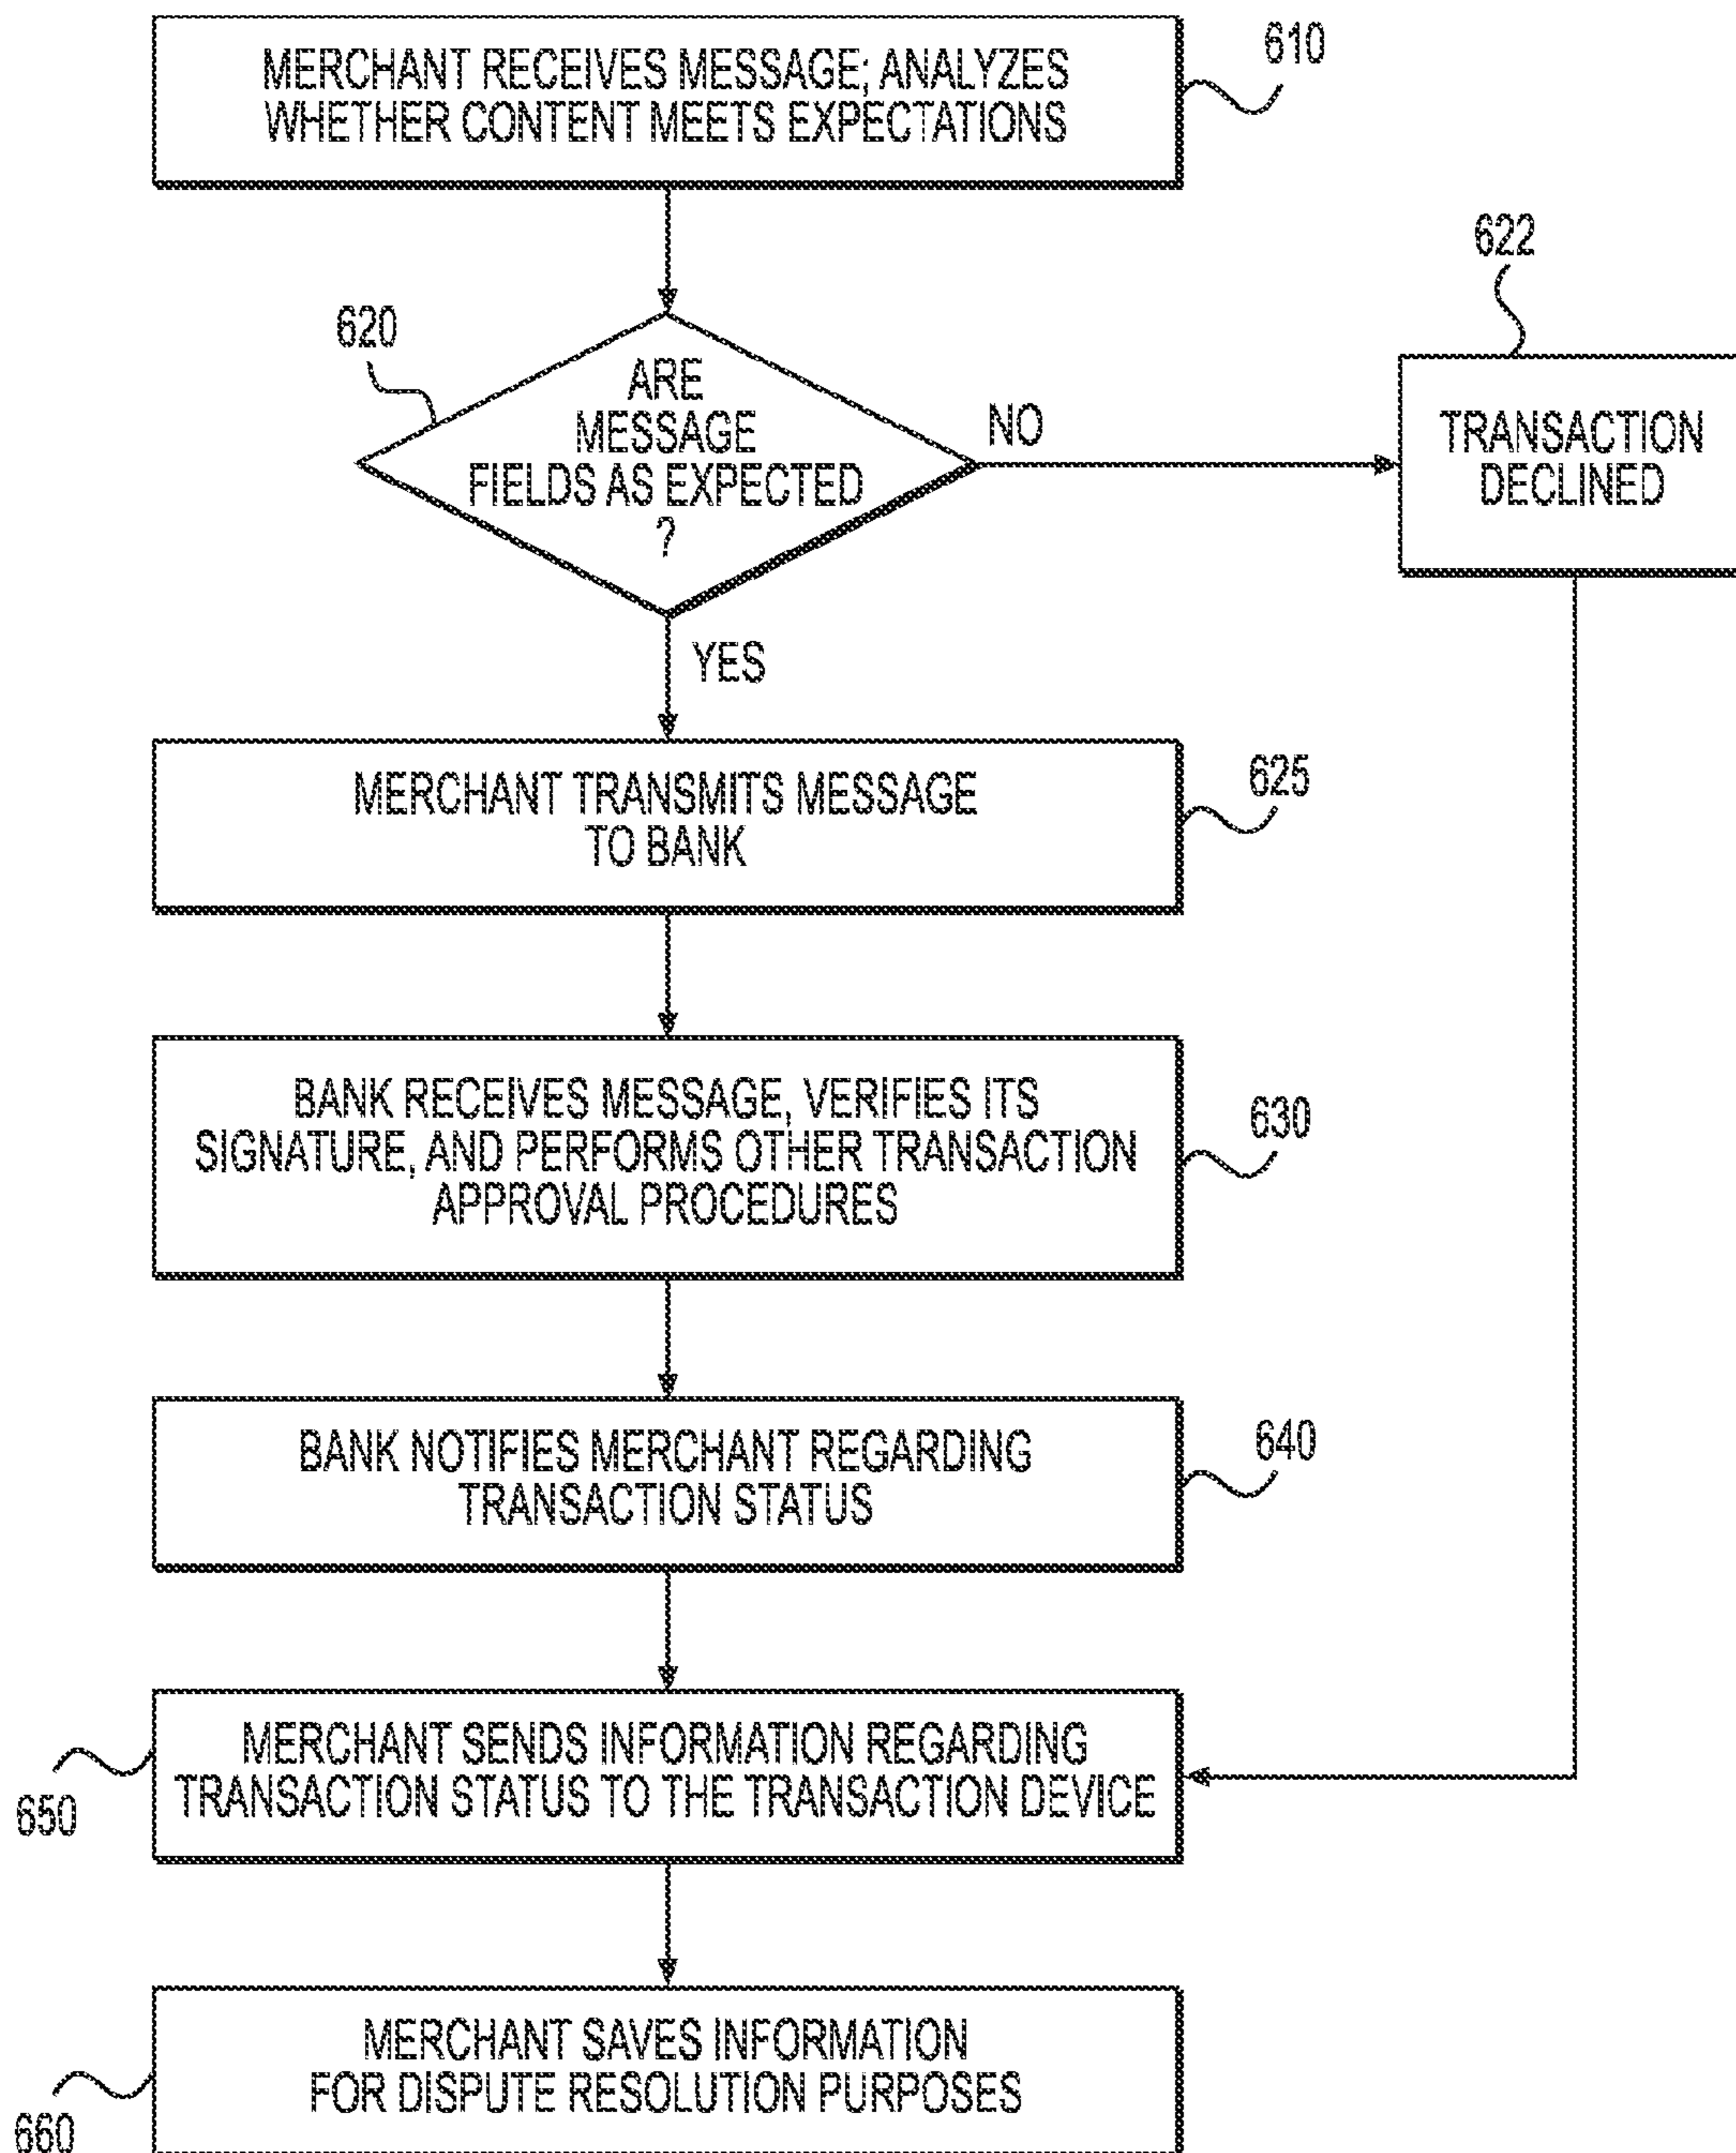 MERCHANT RECEIVES MESSAGE; ANALYZES
WHETHER CONTENT MEETS EXPECTATIONS
610
620
ARE
MESSAGE
FIELDS AS EXPECTED
?
NO
622
TRANSACTION
DECLINED
YES
MERCHANT TRANSMITS MESSAGE
TO BANK
625
BANK RECEIVES MESSAGE, VERIFIES ITS
SIGNATURE, AND PERFORMS OTHER TRANSACTION
APPROVAL PROCEDURES
630
BANK NOTIFIES MERCHANT REGARDING
TRANSACTION STATUS
640
MERCHANT SENDS INFORMATION REGARDING
TRANSACTION STATUS TO THE TRANSACTION DEVICE
650
MERCHANT SAVES INFORMATION
FOR DISPUTE RESOLUTION PURPOSES
660